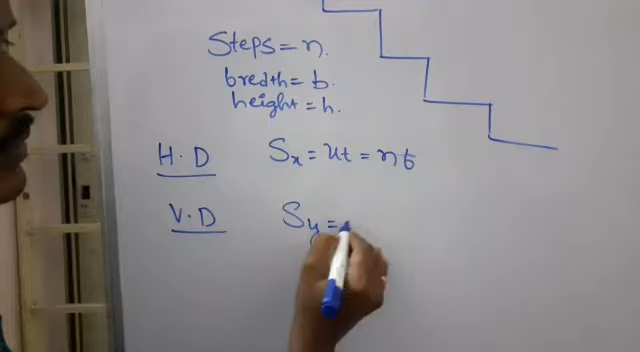 Steps = n.
bredth = b.
height = h.
H.D Sx = ut = nb
V.D Sy =